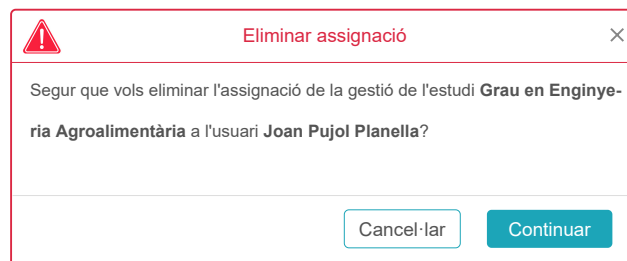 Eliminar assignació
Segur que vols eliminar l'assignació de la gestió de l'estudi Grau en Enginye-
ria Agroalimentària a l'usuari Joan Pujol Planella?
Cancel·lar
Continuar